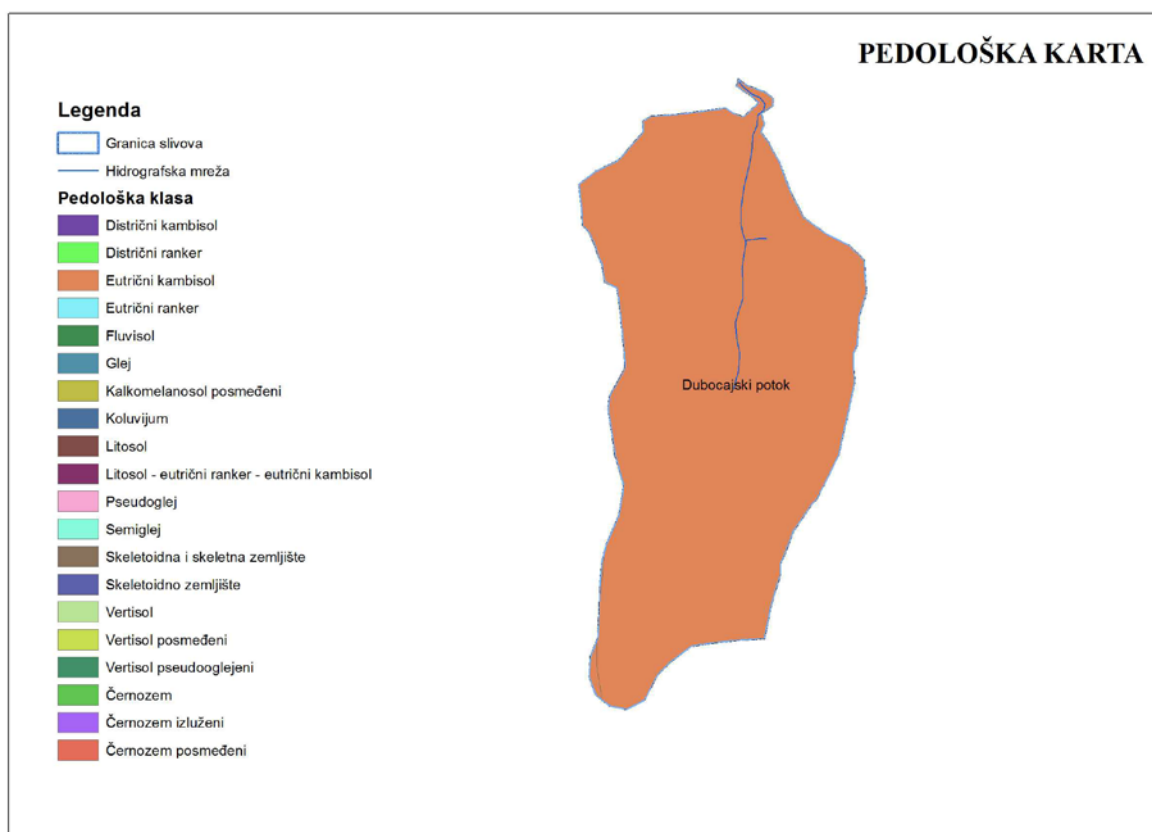 PEDOLOŠKA KARTA
Legenda
Granica slivova
Hidrografska mreža
Pedološka klasa
Districni kambisol
Districni ranker
Eutrični kambisol
Eutrični ranker
Fluvisol
Glej
Kalkomelanosol posmeđeni
Koluvijum
Litosol
Litosol - eutrični ranker - eutrični kambisol
Pseudoglej
Semiglej
Skeletoidna i skeletna zemljište
Skeletoidno zemljište
Vertisol
Vertisol posmeđeni
Vertisol pseudooglejeni
Černozem
Černozem izluženi
Černozem posmeđeni
Dubocajski potok